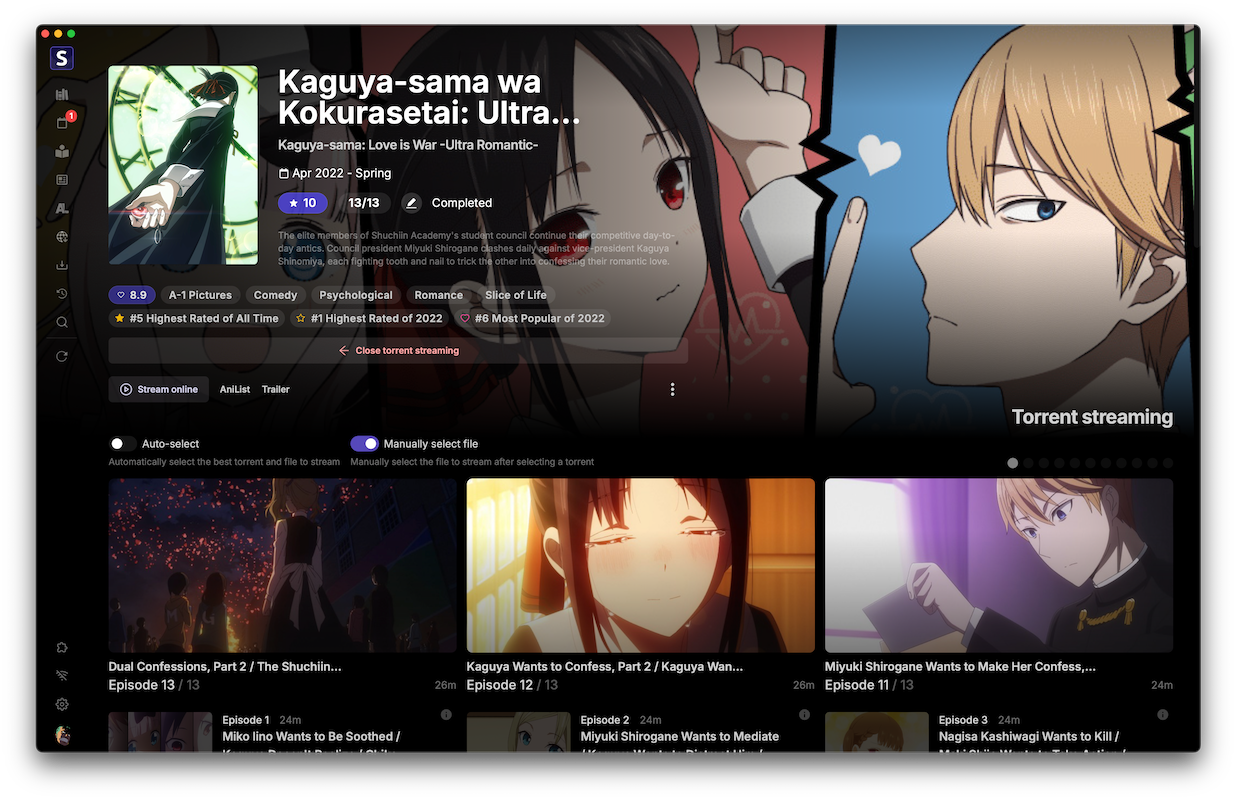 S
1
AL
Kaguya-sama wa
Kokurasetai: Ultra...
Kaguya-sama: Love is War -Ultra Romantic-
Apr 2022 - Spring
10
13/13
Completed
The elite members of Shuchiin Academy's student council continue their competitive day-to-
day antics. Council president Miyuki Shirogane clashes daily against vice-president Kaguya
Shinomiya, each fighting tooth and nail to trick the other into confessing their romantic love.
8.9
A-1 Pictures
Comedy
Psychological
Romance
Slice of Life
#5 Highest Rated of All Time
#1 Highest Rated of 2022
#6 Most Popular of 2022
Close torrent streaming
Stream online
AniList
Trailer
Torrent streaming
Auto-select
Automatically select the best torrent and file to stream
Manually select file
Manually select the file to stream after selecting a torrent
Dual Confessions, Part 2 / The Shuchiin...
Episode 13 / 13
26m
Kaguya Wants to Confess, Part 2 / Kaguya Wan...
Episode 12 / 13
26m
Miyuki Shirogane Wants to Make Her Confess,...
Episode 11 / 13
24m
Episode 1 24m
Miko Iino Wants to Be Soothed /
Episode 2 24m
Miyuki Shirogane Wants to Mediate
Episode 3 24m
Nagisa Kashiwagi Wants to Kill /